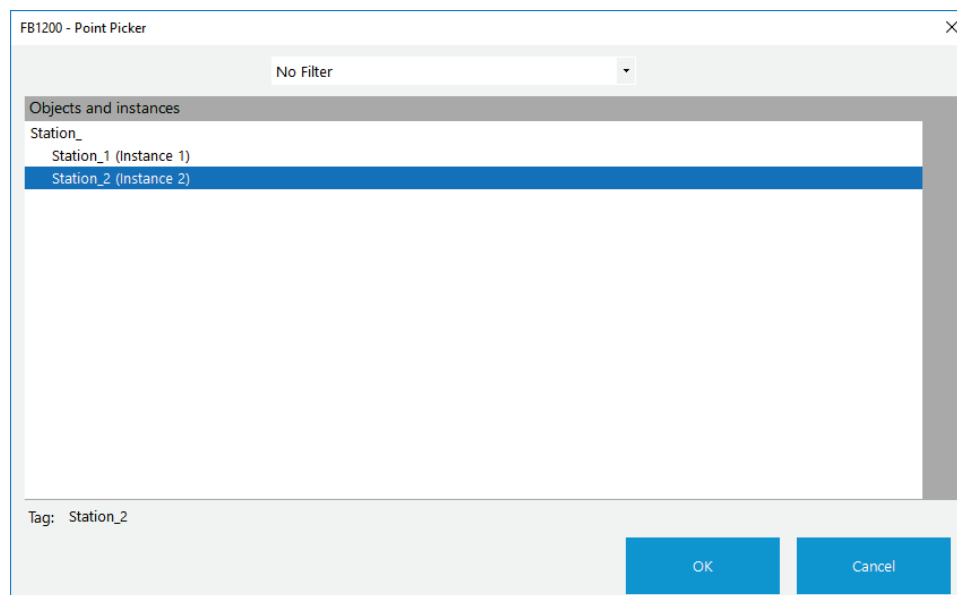 FB1200 - Point Picker
No Filter
Objects and instances
Station_
Station_1 (Instance 1)
Station_2 (Instance 2)
Tag: Station_2
OK Cancel